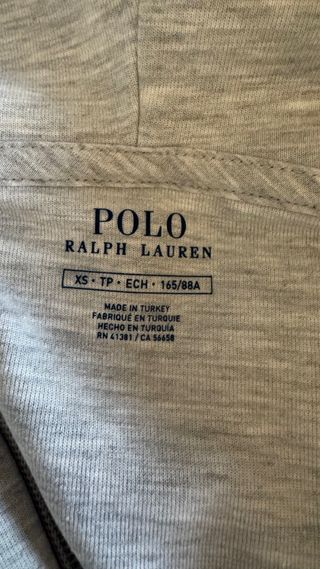 POLO
RALPH LAUREN
XS • TP • ECH • 165/88A
MADE IN TURKEY
FABRIQUÉ EN TURQUIE
HECHO EN TURQUÍA
RN 41381 / CA 56658